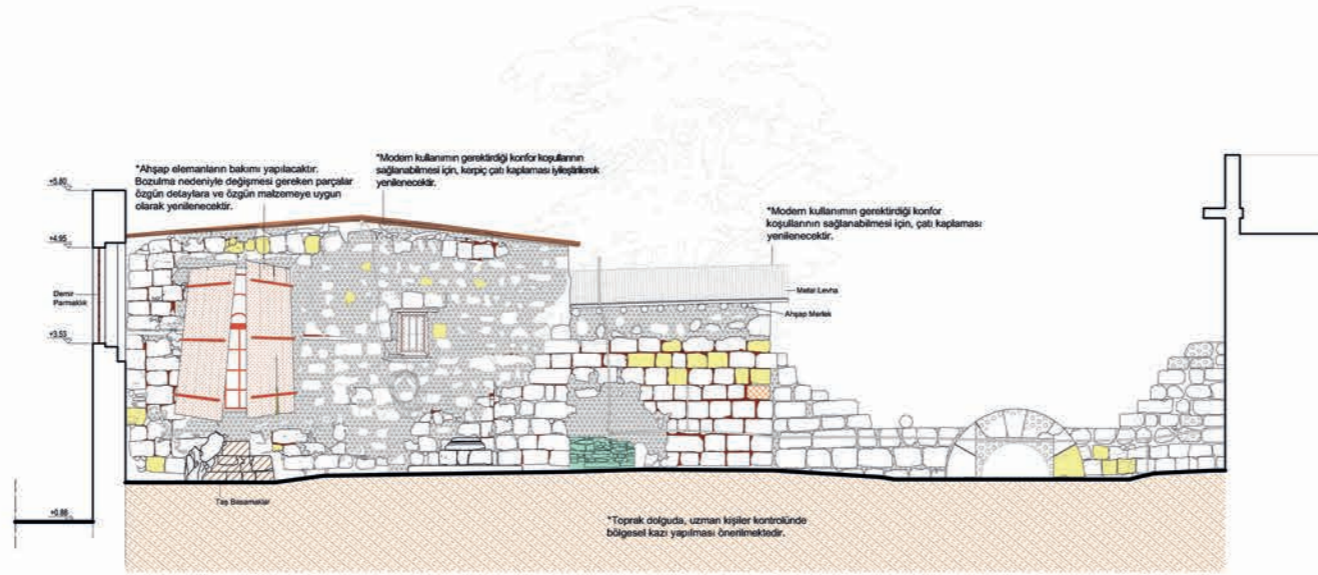 *Ahşap elemanların bakımı yapılacaktır.
Bozulma nedeniyle değişmesi gereken parçalar
özgün detaylara ve özgün malzemeye uygun
olarak yenilenecektir.
*Modern kullanımın gerektirdiği konfor koşullarının
sağlanabilmesi için, kerpiç çatı kaplaması iyileştirilerek
yenilenecektir.
*Modern kullanımın gerektirdiği konfor
koşullarının sağlanabilmesi için, çatı kaplaması
yenilenecektir.
+5.80
+4.95
Demir
Parmaklık
+3.53
Metal Levha
Ahşap Mertek
Taş Basamaklar
+0.88
*Toprak dolguda, uzman kişiler kontrolünde
bölgesel kazı yapılması önerilmektedir.